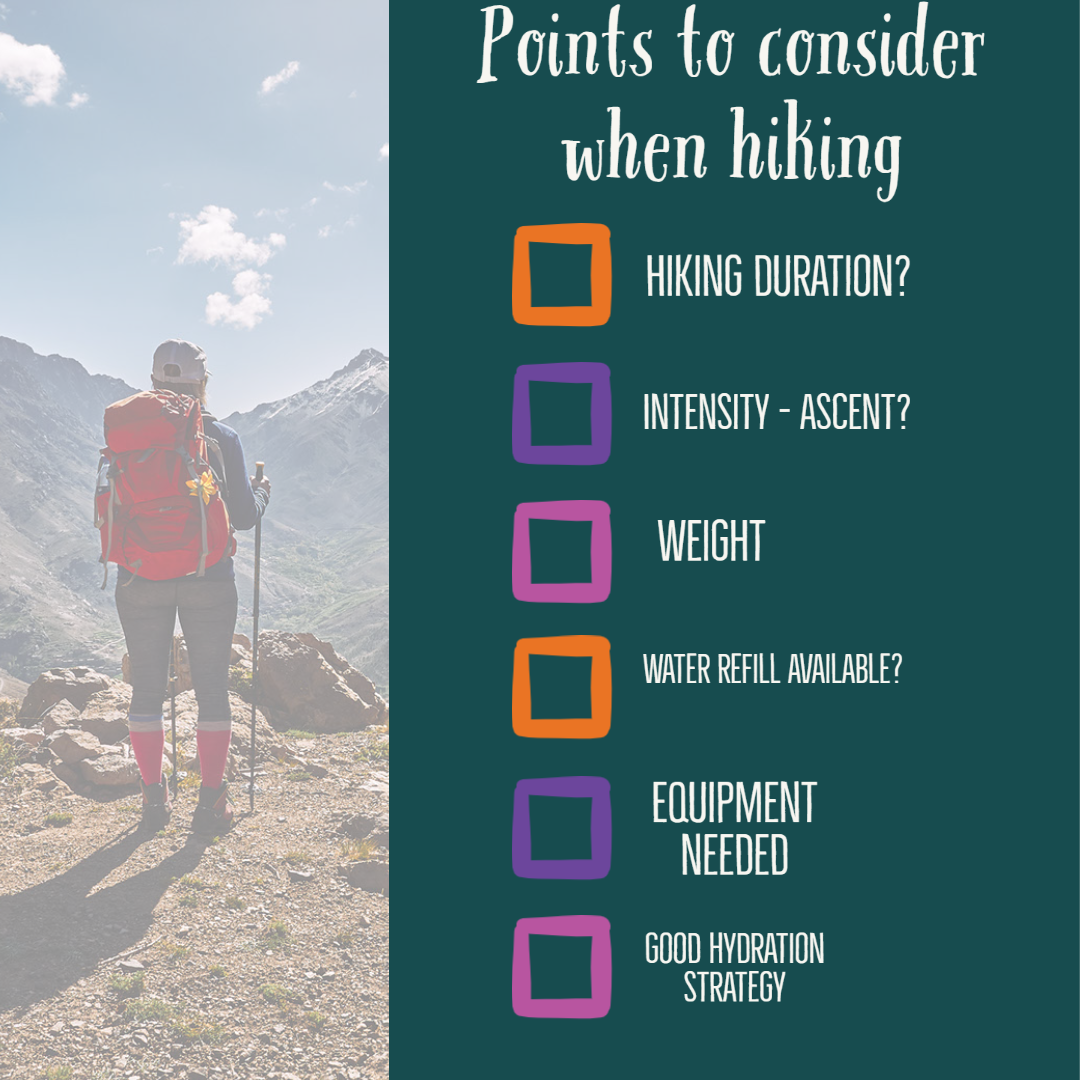 Points to consider
when hiking
HIKING DURATION?
INTENSITY - ASCENT?
WEIGHT
WATER REFILL AVAILABLE?
EQUIPMENT
NEEDED
GOOD HYDRATION
STRATEGY